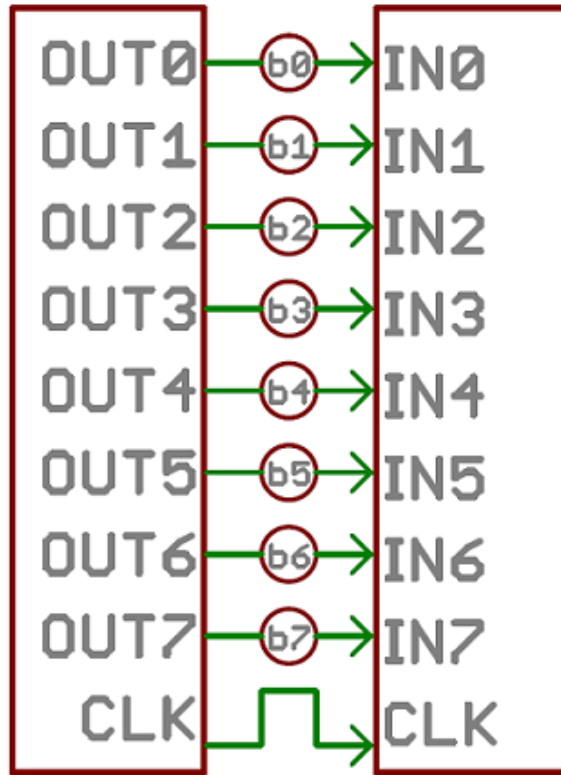 OUT0 b0 IN0
OUT1 b1 IN1
OUT2 b2 IN2
OUT3 b3 IN3
OUT4 b4 IN4
OUT5 b5 IN5
OUT6 b6 IN6
OUT7 b7 IN7
CLK CLK